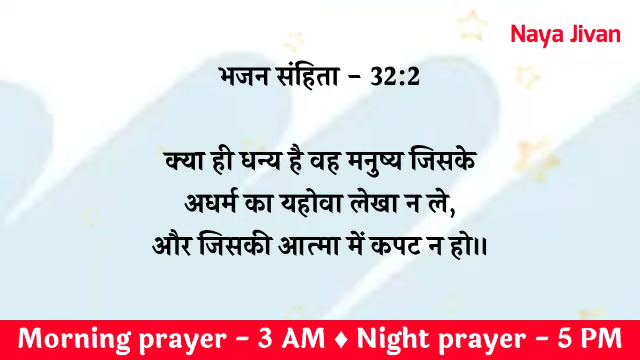 Naya Jivan
भजन संहिता - 32:2
क्या ही धन्य है वह मनुष्य जिसके
अधर्म का यहोवा लेखा न ले,
और जिसकी आत्मा में कपट न हो।।
Morning prayer - 3 AM ♦ Night prayer - 5 PM